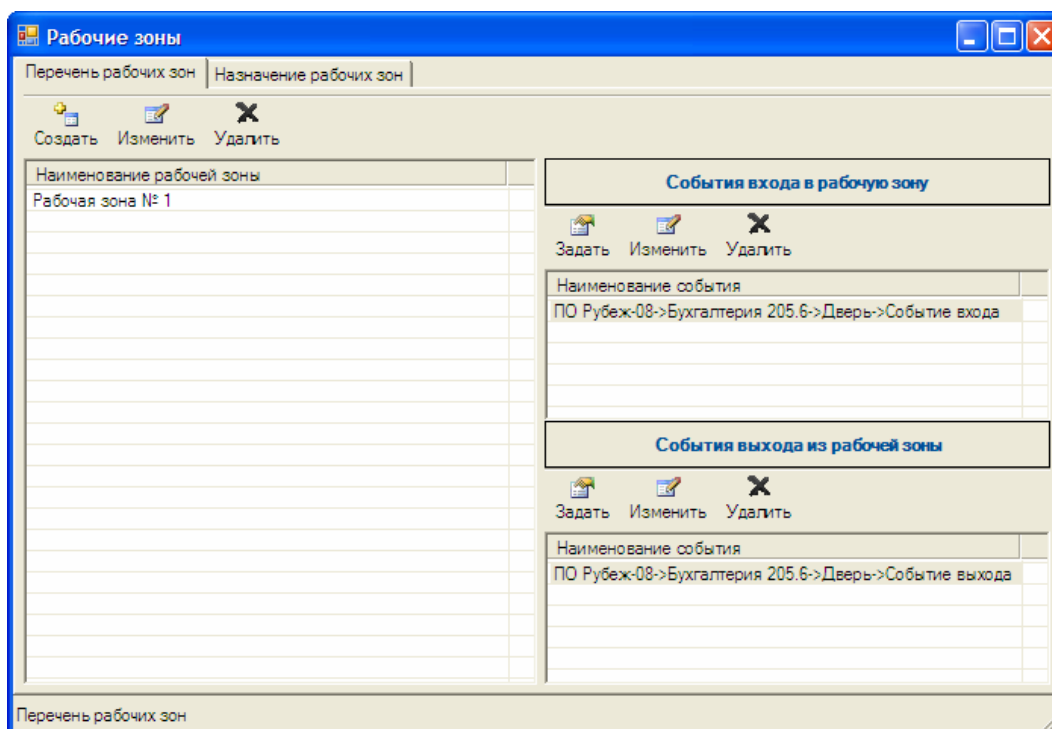 Рабочие зоны
Перечень рабочих зон Назначение рабочих зон
Создать Изменить Удалить
Наименование рабочей зоны
Рабочая зона № 1
События входа в рабочую зону
Задать Изменить Удалить
Наименование события
ПО Рубеж-08->Бухгалтерия 205.6->Дверь->Событие входа
События выхода из рабочей зоны
Задать Изменить Удалить
Наименование события
ПО Рубеж-08->Бухгалтерия 205.6->Дверь->Событие выхода
Перечень рабочих зон